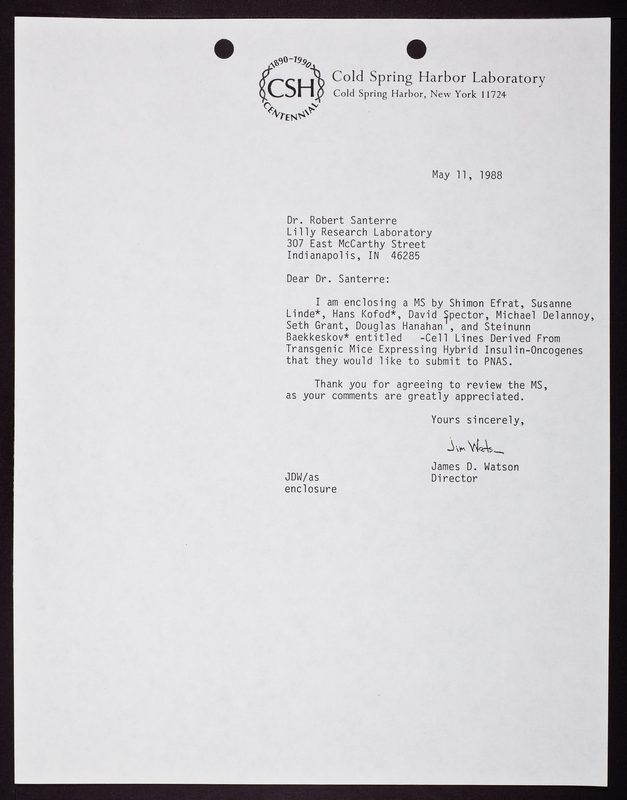 1890-1990
CSH
CENTENNIAL
Cold Spring Harbor Laboratory
Cold Spring Harbor, New York 11724
May 11, 1988
Dr. Robert Santerre
Lilly Research Laboratory
307 East McCarthy Street
Indianapolis, IN 46285
Dear Dr. Santerre:
I am enclosing a MS by Shimon Efrat, Susanne
Linde*, Hans Kofod*, David Spector, Michael Delannoy,
Seth Grant, Douglas Hanahan, and Steinunn
Baekkeskov* entitled -Cell Lines Derived From
Transgenic Mice Expressing Hybrid Insulin-Oncogenes
that they would like to submit to PNAS.
Thank you for agreeing to review the MS,
as your comments are greatly appreciated.
Yours sincerely,
Jim Watson
James D. Watson
JDW/as Director
enclosure